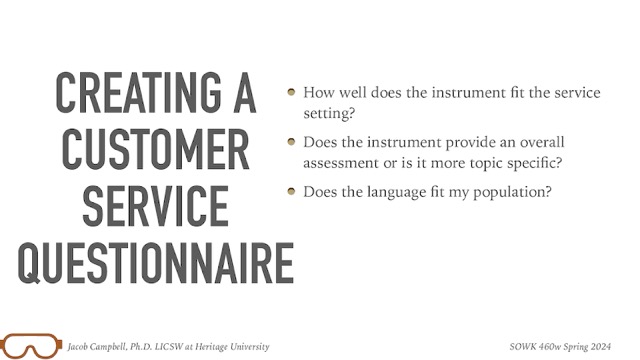 CREATING A
CUSTOMER
SERVICE
QUESTIONNAIRE
How well does the instrument fit the service
setting?
Does the instrument provide an overall
assessment or is it more topic specific?
Does the language fit my population?
Jacob Campbell, Ph.D. LICSW at Heritage University
SOWK 460w Spring 2024